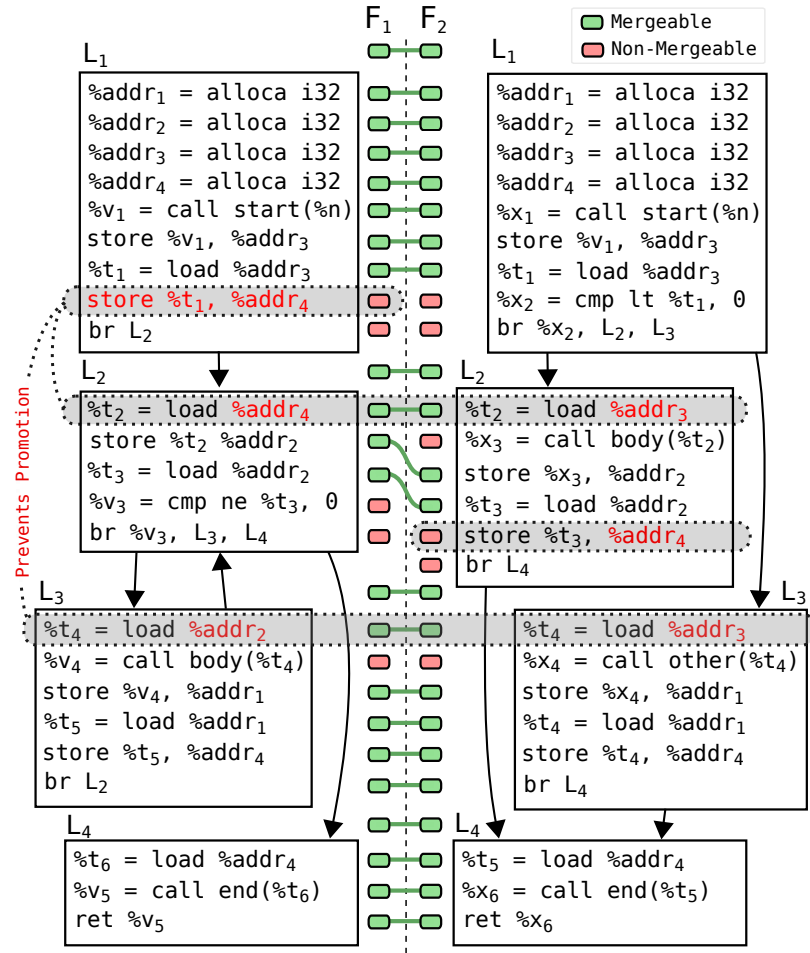 F₁ F₂
Mergeable
Non-Mergeable
L₁
%addr₁ = alloca i32
%addr₂ = alloca i32
%addr₃ = alloca i32
%addr₄ = alloca i32
%v₁ = call start(%n)
store %v₁, %addr₃
%t₁ = load %addr₃
store %t₁, %addr₄
br L₂
L₂
%t₂ = load %addr₄
store %t₂ %addr₂
%t₃ = load %addr₂
%v₃ = cmp ne %t₃, 0
br %v₃, L₃, L₄
Prevents Promotion
L₃
%t₄ = load %addr₂
%v₄ = call body(%t₄)
store %v₄, %addr₁
%t₅ = load %addr₁
store %t₅, %addr₄
br L₂
L₄
%t₆ = load %addr₄
%v₅ = call end(%t₆)
ret %v₅
L₁
%addr₁ = alloca i32
%addr₂ = alloca i32
%addr₃ = alloca i32
%addr₄ = alloca i32
%x₁ = call start(%n)
store %v₁, %addr₃
%t₁ = load %addr₃
%x₂ = cmp lt %t₁, 0
br %x₂, L₂, L₃
L₂
%t₂ = load %addr₃
%x₃ = call body(%t₂)
store %x₃, %addr₂
%t₃ = load %addr₂
store %t₃, %addr₄
br L₄
L₃
%t₄ = load %addr₃
%x₄ = call other(%t₄)
store %x₄, %addr₁
%t₄ = load %addr₁
store %t₄, %addr₄
br L₄
L₄
%t₅ = load %addr₄
%x₆ = call end(%t₅)
ret %x₆